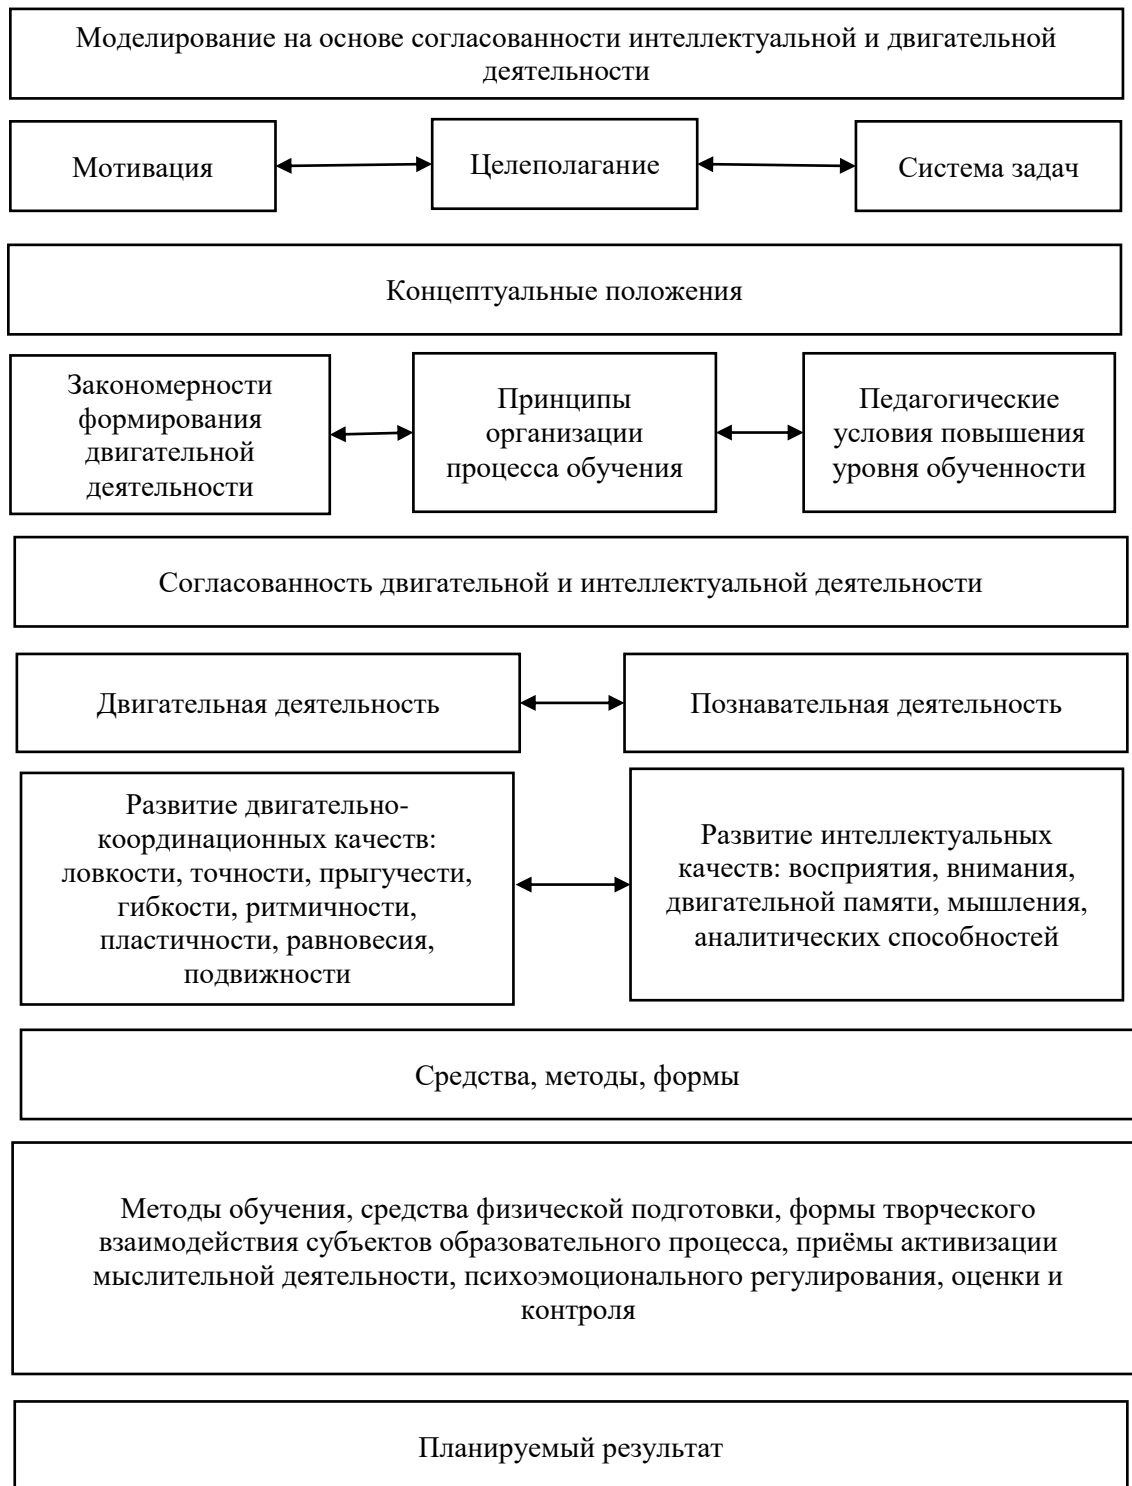 Моделирование на основе согласованности интеллектуальной и двигательной
деятельности
Мотивация
Целеполагание
Система задач
Концептуальные положения
Закономерности
формирования
двигательной
деятельности
Принципы
организации
процесса обучения
Педагогические
условия повышения
уровня обученности
Согласованность двигательной и интеллектуальной деятельности
Двигательная деятельность
Познавательная деятельность
Развитие двигательно-
координационных качеств:
ловкости, точности, прыгучести,
гибкости, ритмичности,
пластичности, равновесия,
подвижности
Развитие интеллектуальных
качеств: восприятия, внимания,
двигательной памяти, мышления,
аналитических способностей
Средства, методы, формы
Методы обучения, средства физической подготовки, формы творческого
взаимодействия субъектов образовательного процесса, приёмы активизации
мыслительной деятельности, психоэмоционального регулирования, оценки и
контроля
Планируемый результат